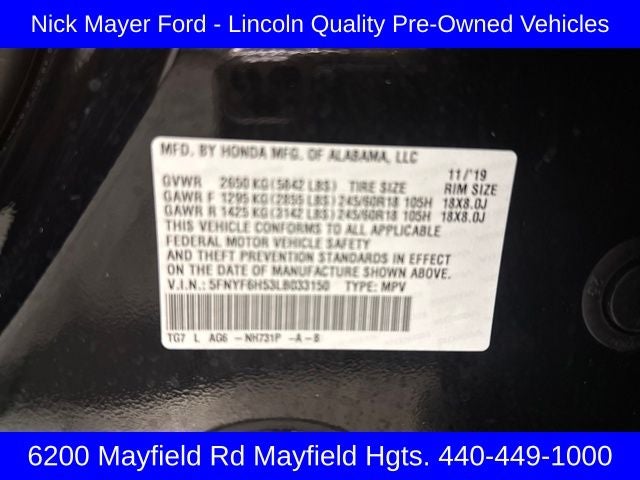 Nick Mayer Ford - Lincoln Quality Pre-Owned Vehicles
MFD. BY HONDA MFG. OF ALABAMA, LLC
11/'19
GVWR 2650 KG (5842 LBS) TIRE SIZE RIM SIZE
GAWR F 1295 KG (2855 LBS) 245/60R18 105H 18X8.0J
GAWR R 1425 KG (3142 LBS) 245/60R18 105H 18X8.0J
THIS VEHICLE CONFORMS TO ALL APPLICABLE
FEDERAL MOTOR VEHICLE SAFETY
AND THEFT PREVENTION STANDARDS IN EFFECT
ON THE DATE OF MANUFACTURE SHOWN ABOVE.
V.I.N.: 5FNYF6H53LB033150 TYPE: MPV
TG7 L AG6 - NH731P -A-B
6200 Mayfield Rd Mayfield Hgts. 440-449-1000